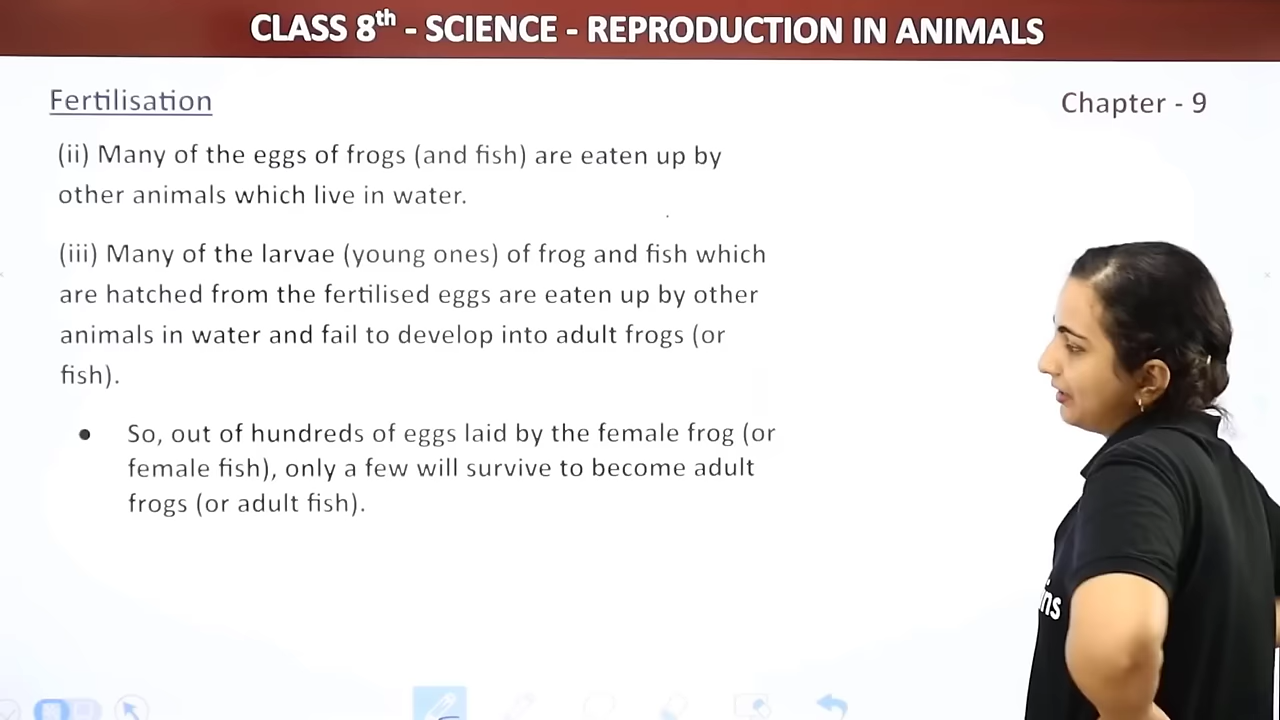 CLASS 8th - SCIENCE - REPRODUCTION IN ANIMALS
Fertilisation
Chapter - 9
(ii) Many of the eggs of frogs (and fish) are eaten up by
other animals which live in water.
(iii) Many of the larvae (young ones) of frog and fish which
are hatched from the fertilised eggs are eaten up by other
animals in water and fail to develop into adult frogs (or
fish).
● So, out of hundreds of eggs laid by the female frog (or
female fish), only a few will survive to become adult
frogs (or adult fish).